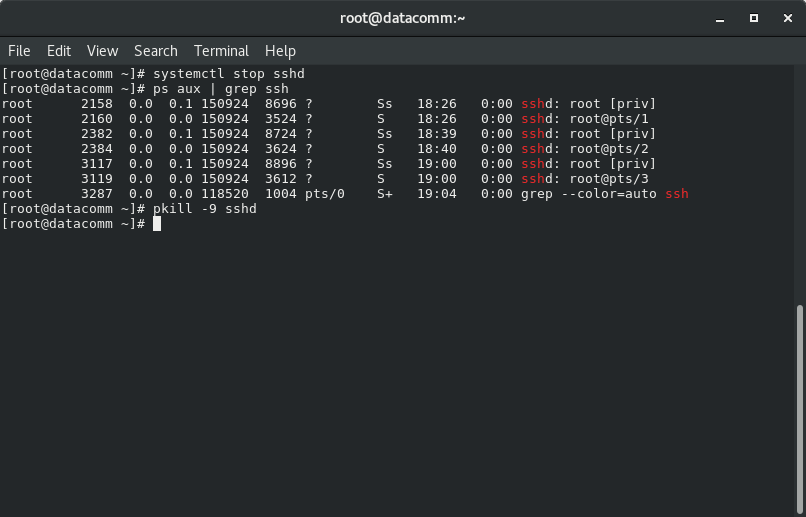 root@datacomm:~
File Edit View Search Terminal Help
[root@datacomm ~]# systemctl stop sshd
[root@datacomm ~]# ps aux | grep ssh
root      2158  0.0  0.1 150924  8696 ?        Ss   18:26   0:00 sshd: root [priv]
root      2160  0.0  0.0 150924  3524 ?        S    18:26   0:00 sshd: root@pts/1
root      2382  0.0  0.1 150924  8724 ?        Ss   18:39   0:00 sshd: root [priv]
root      2384  0.0  0.0 150924  3624 ?        S    18:40   0:00 sshd: root@pts/2
root      3117  0.0  0.1 150924  8896 ?        Ss   19:00   0:00 sshd: root [priv]
root      3119  0.0  0.0 150924  3612 ?        S    19:00   0:00 sshd: root@pts/3
root      3287  0.0  0.0 118520  1004 pts/0    S+   19:04   0:00 grep --color=auto ssh
[root@datacomm ~]# pkill -9 sshd
[root@datacomm ~]#